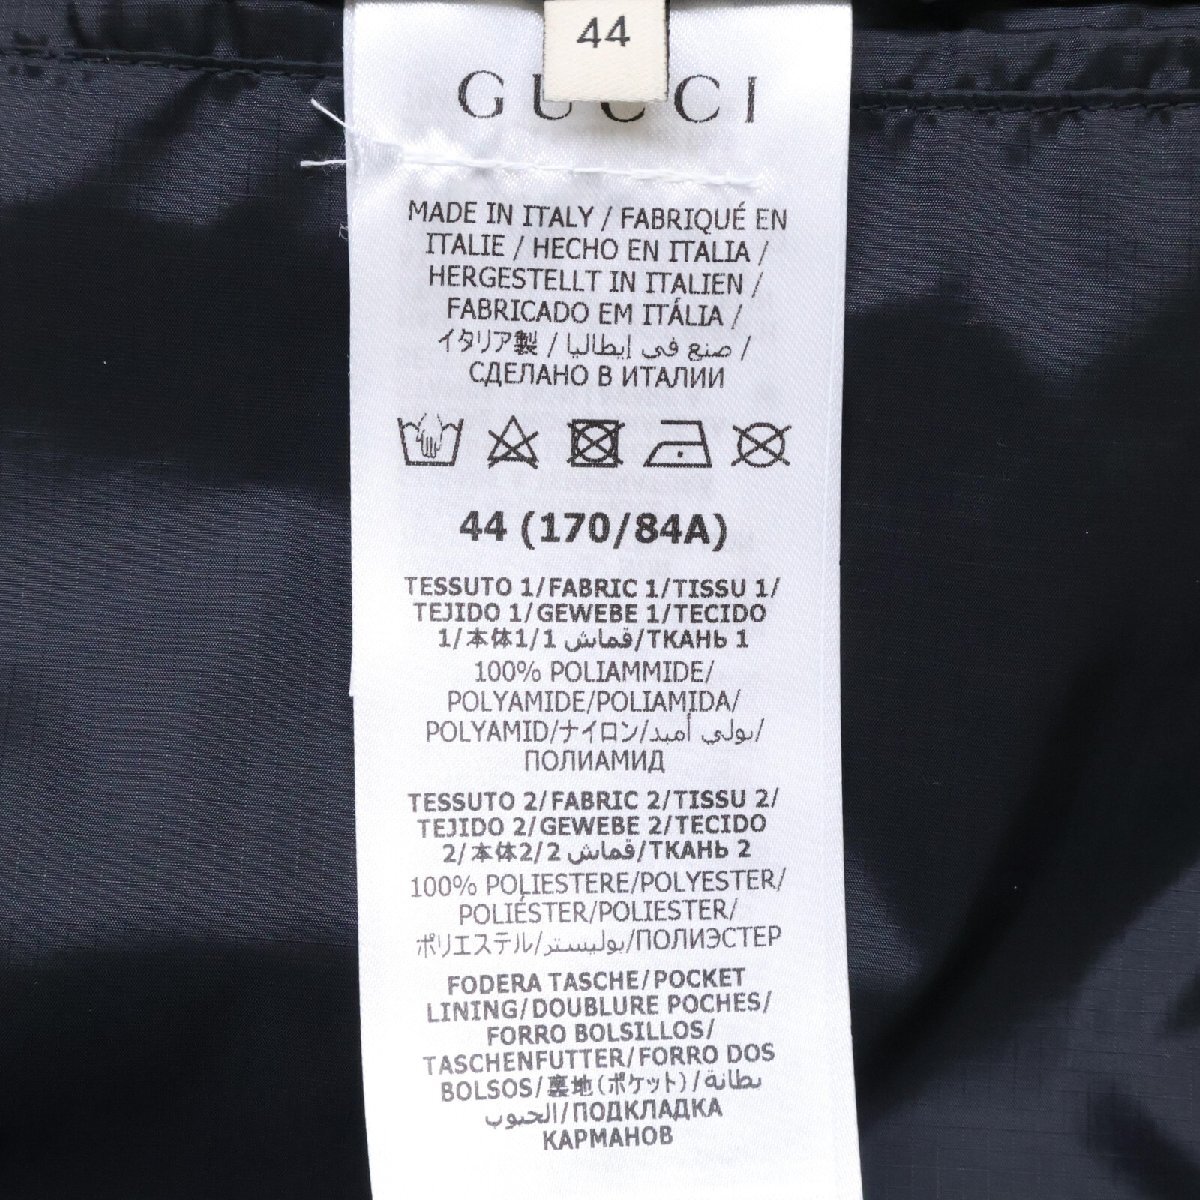 44
GUCCI
MADE IN ITALY / FABRIQUÉ EN
ITALIE / HECHO EN ITALIA /
HERGESTELLT IN ITALIEN /
FABRICADO EM ITÁLIA /
イタリア製 / صنع في إيطاليا /
СДЕЛАНО В ИТАЛИИ
44 (170/84A)
TESSUTO 1/FABRIC 1/TISSU 1/
TEJIDO 1/GEWEBE 1/TECIDO
1/本体1/1 قماش/ТКАНЬ 1
100% POLIAMMIDE/
POLYAMIDE/POLIAMIDA/
POLYAMID/ナイロン/بولي أميد/
ПОЛИАМИД
TESSUTO 2/FABRIC 2/TISSU 2/
TEJIDO 2/GEWEBE 2/TECIDO
2/本体2/2 قماش/ТКАНЬ 2
100% POLIESTERE/POLYESTER/
POLIÉSTER/POLIESTER/
ポリエステル/بوليستر/ПОЛИЭСТЕР
FODERA TASCHE/POCKET
LINING/DOUBLURE POCHES/
FORRO BOLSILLOS/
TASCHENFUTTER/FORRO DOS
BOLSOS/裏地(ポケット)/بطانة
الجيوب/ПОДКЛАДКА
КАРМАНОВ